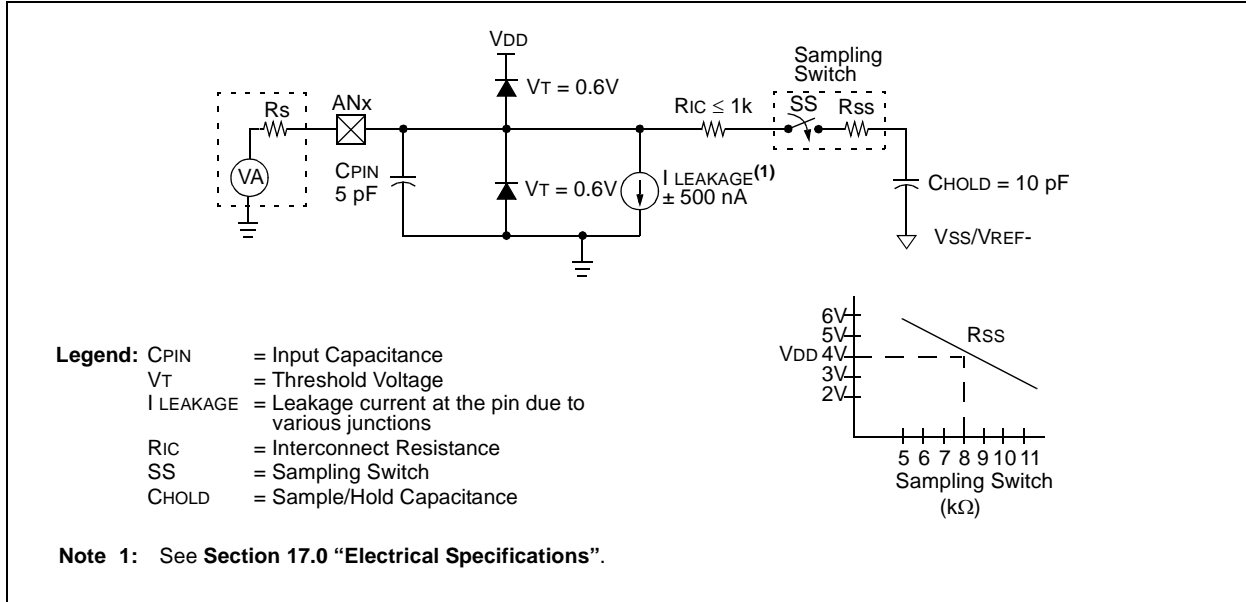 VDD
Sampling
Switch
VT = 0.6V
Rs
ANx
RIC ≤ 1k
SS
Rss
VA
CPIN
5 pF
VT = 0.6V
I LEAKAGE(1)
± 500 nA
CHOLD = 10 pF
VSS/VREF-
6V
5V
VDD 4V
3V
2V
RSS
5 6 7 8 9 10 11
Sampling Switch
(kΩ)
Legend: CPIN = Input Capacitance
VT = Threshold Voltage
I LEAKAGE = Leakage current at the pin due to
various junctions
RIC = Interconnect Resistance
SS = Sampling Switch
CHOLD = Sample/Hold Capacitance
Note 1: See Section 17.0 “Electrical Specifications”.